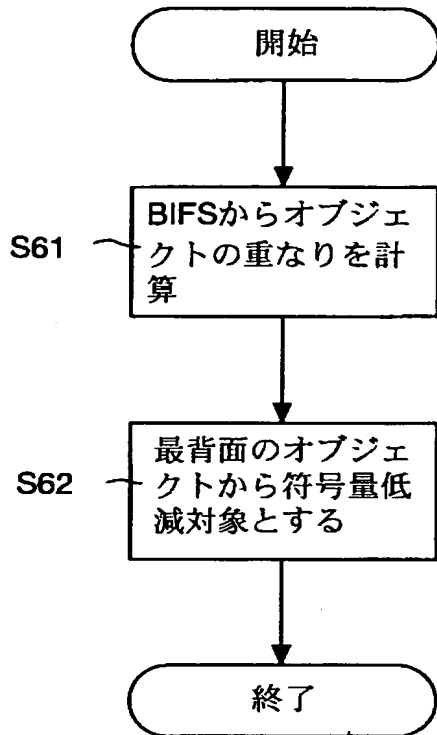 開始
S61
BIFSからオブジェ
クトの重なりを計
算
S62
最背面のオブジェ
クトから符号量低
減対象とする
終了